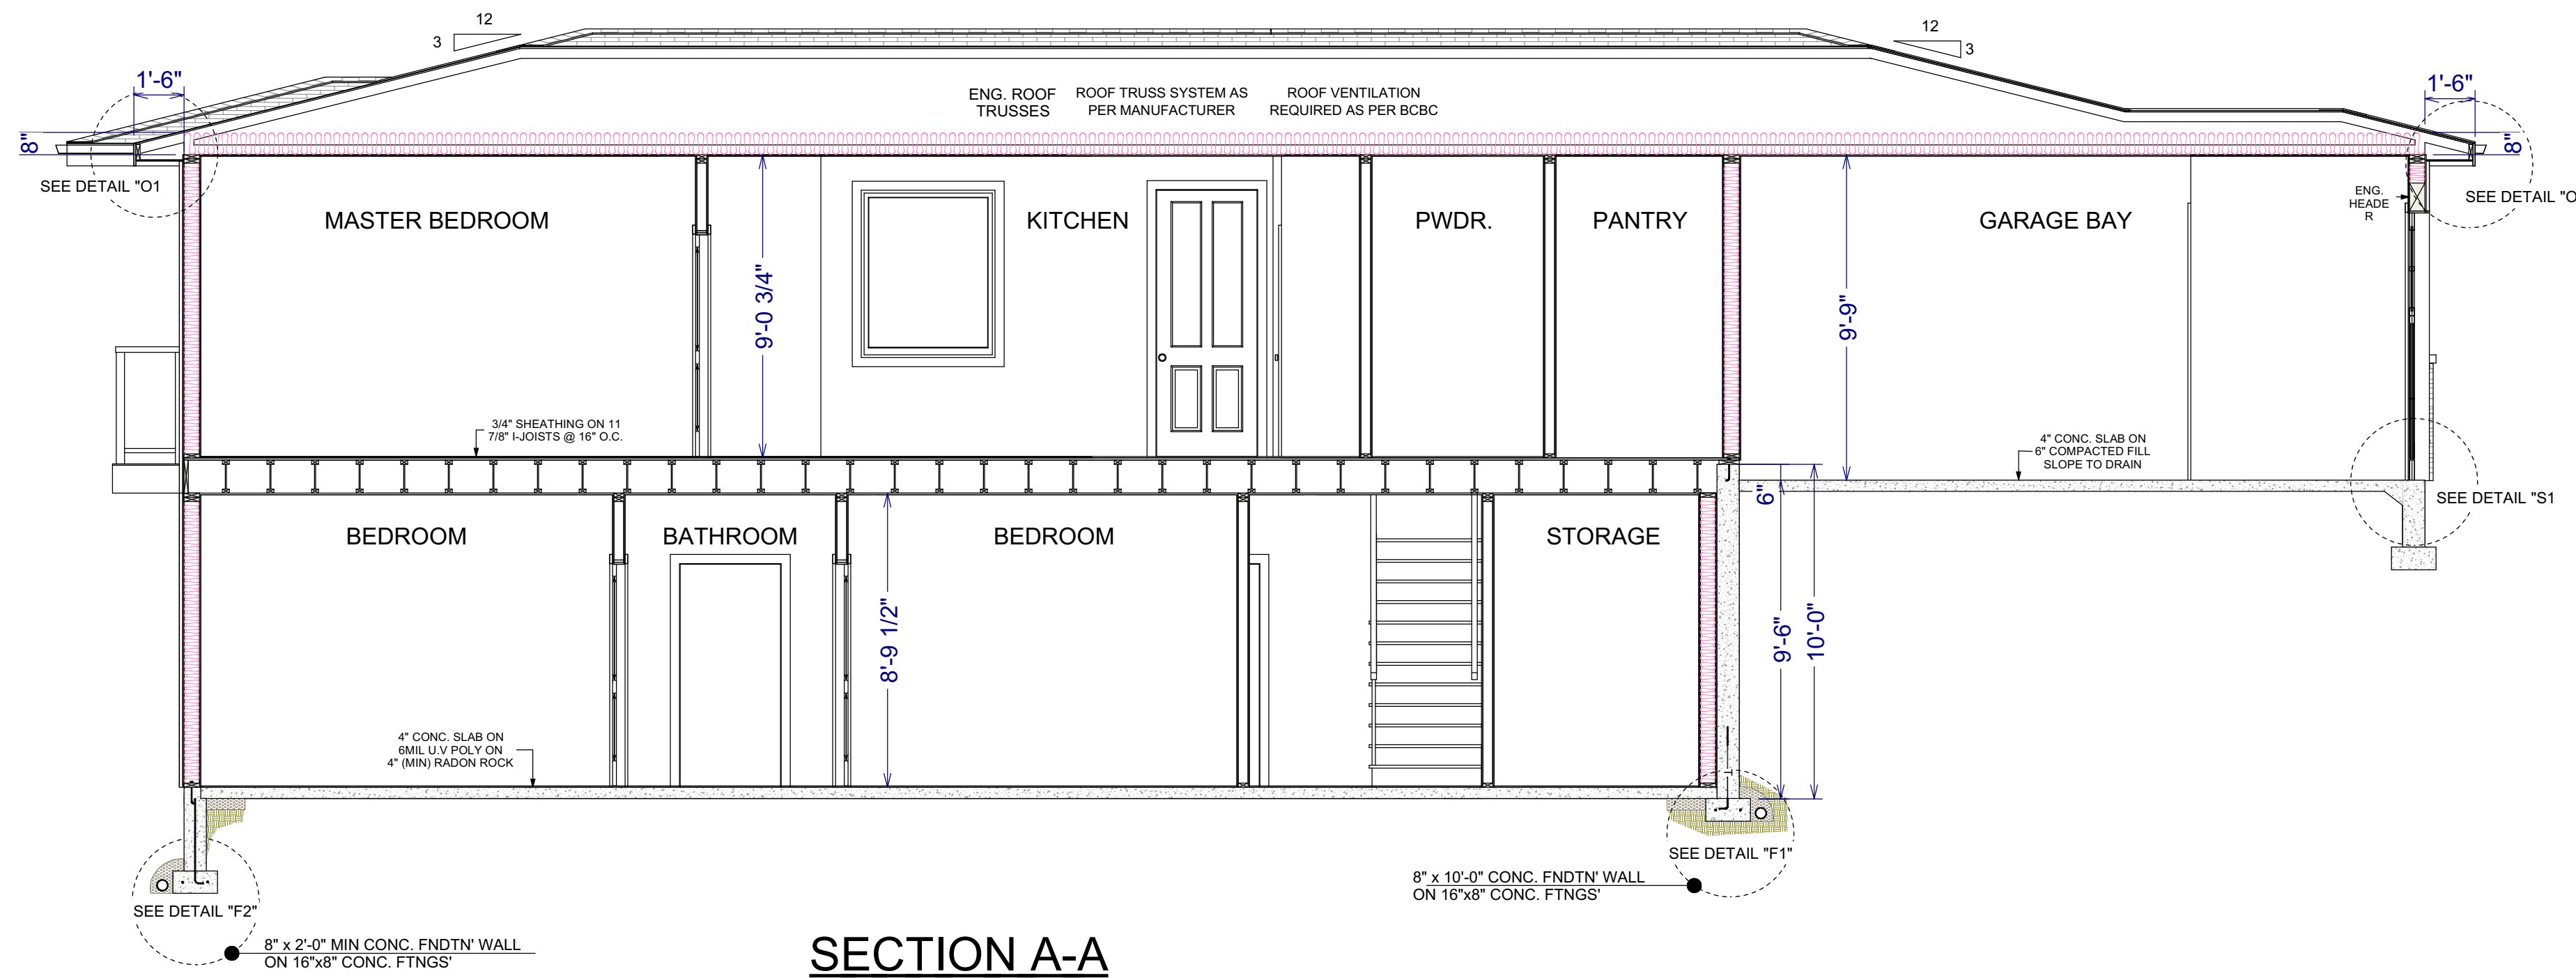 12
3
12
3
1'-6"
1'-6"
ENG. ROOF
TRUSSES
ROOF TRUSS SYSTEM AS
PER MANUFACTURER
ROOF VENTILATION
REQUIRED AS PER BCBC
8"
8"
SEE DETAIL "O1
SEE DETAIL "O
ENG.
HEADE
R
MASTER BEDROOM
KITCHEN
PWDR.
PANTRY
GARAGE BAY
9'-0 3/4"
9'-9"
3/4" SHEATHING ON 11
7/8" I-JOISTS @ 16" O.C.
4" CONC. SLAB ON
6" COMPACTED FILL
SLOPE TO DRAIN
6"
SEE DETAIL "S1
BEDROOM
BATHROOM
BEDROOM
STORAGE
8'-9 1/2"
9'-6"
10'-0"
4" CONC. SLAB ON
6MIL U.V POLY ON
4" (MIN) RADON ROCK
SEE DETAIL "F1"
8" x 10'-0" CONC. FNDTN' WALL
ON 16"x8" CONC. FTNGS'
SEE DETAIL "F2"
8" x 2'-0" MIN CONC. FNDTN' WALL
ON 16"x8" CONC. FTNGS'
SECTION A-A